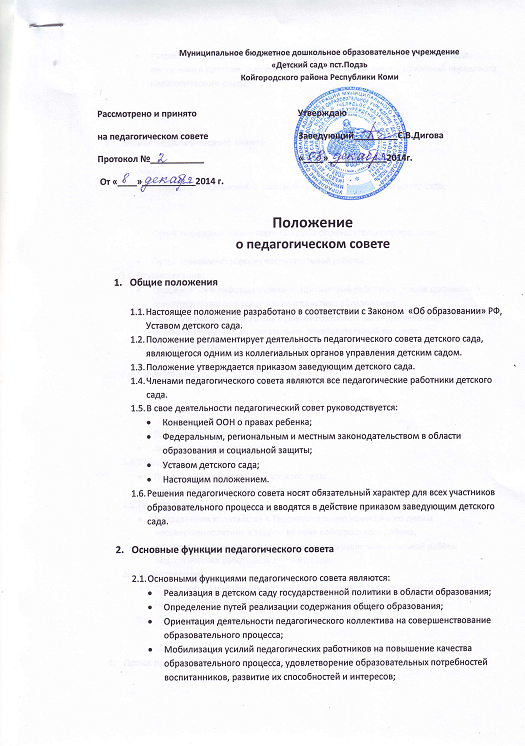 Муниципальное бюджетное дошкольное образовательное учреждение
«Детский сад» пст.Подзь
Койгородского района Республики Коми
Рассмотрено и принято
Утверждаю
на педагогическом совете
Заведующий Е.В.Дигова
Протокол № 2
«08» декабря 2014г.
От « 8 » декабря 2014 г.
Положение
о педагогическом совете
1. Общие положения
1.1. Настоящее положение разработано в соответствии с Законом «Об образовании» РФ,
Уставом детского сада.
1.2. Положение регламентирует деятельность педагогического совета детского сада,
являющегося одним из коллегиальных органов управления детским садом.
1.3. Положение утверждается приказом заведующим детского сада.
1.4. Членами педагогического совета являются все педагогические работники детского
сада.
1.5. В свое деятельности педагогический совет руководствуется:
• Конвенцией ООН о правах ребенка;
• Федеральным, региональным и местным законодательством в области
образования и социальной защиты;
• Уставом детского сада;
• Настоящим положением.
1.6. Решения педагогического совета носят обязательный характер для всех участников
образовательного процесса и вводятся в действие приказом заведующим детского
сада.
2. Основные функции педагогического совета
2.1. Основными функциями педагогического совета являются:
• Реализация в детском саду государственной политики в области образования;
• Определение путей реализации содержания общего образования;
• Ориентация деятельности педагогического коллектива на совершенствование
образовательного процесса;
• Мобилизация усилий педагогических работников на повышение качества
образовательного процесса, удовлетворение образовательных потребностей
воспитанников, развитие их способностей и интересов;